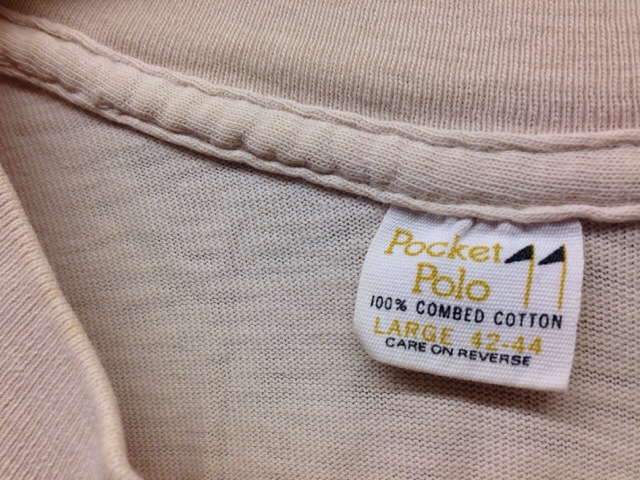 Pocket
Polo
100% COMBED COTTON
LARGE 42-44
CARE ON REVERSE